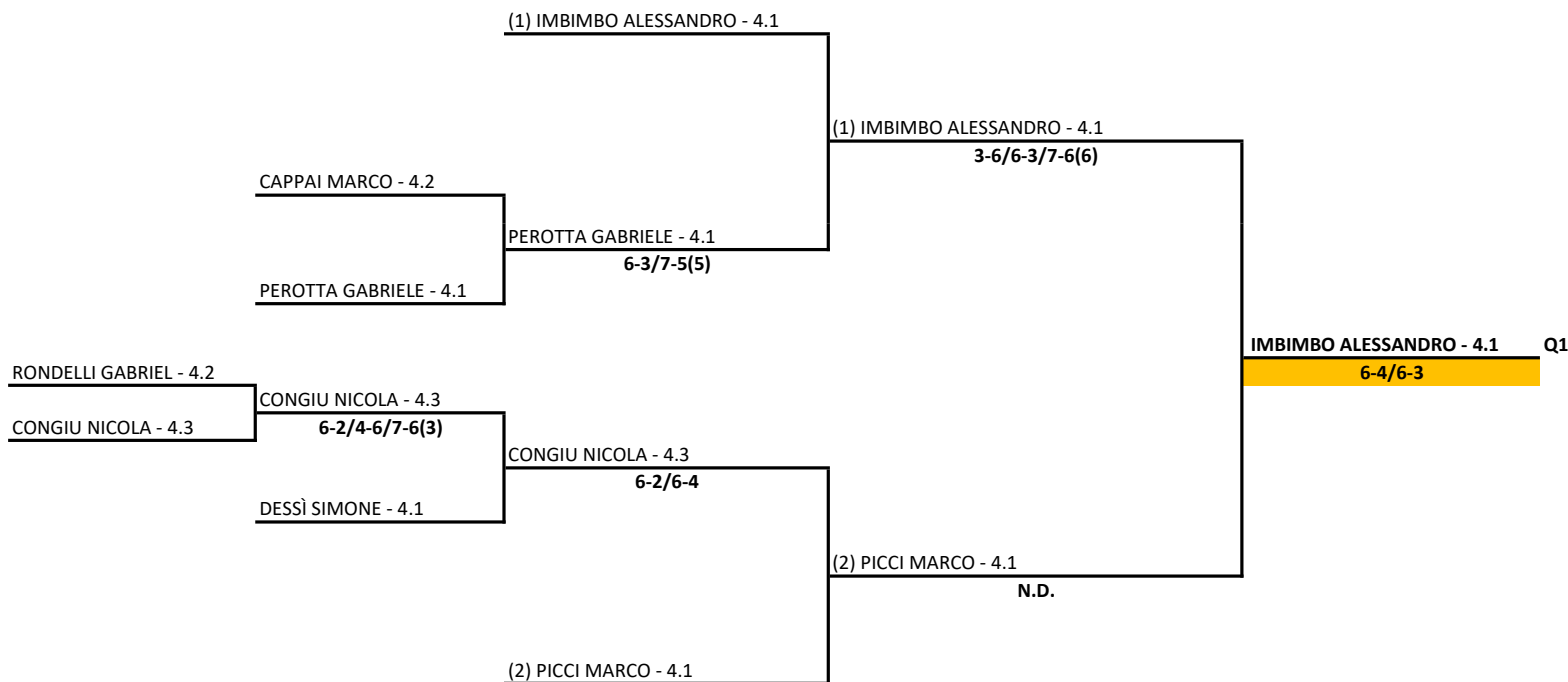 (1) IMBIMBO ALESSANDRO - 4.1
(1) IMBIMBO ALESSANDRO - 4.1
3-6/6-3/7-6(6)
CAPPAI MARCO - 4.2
PEROTTA GABRIELE - 4.1
6-3/7-5(5)
PEROTTA GABRIELE - 4.1
IMBIMBO ALESSANDRO - 4.1 Q1
6-4/6-3
RONDELLI GABRIEL - 4.2
CONGIU NICOLA - 4.3
6-2/4-6/7-6(3)
CONGIU NICOLA - 4.3
CONGIU NICOLA - 4.3
6-2/6-4
DESSÌ SIMONE - 4.1
(2) PICCI MARCO - 4.1
N.D.
(2) PICCI MARCO - 4.1